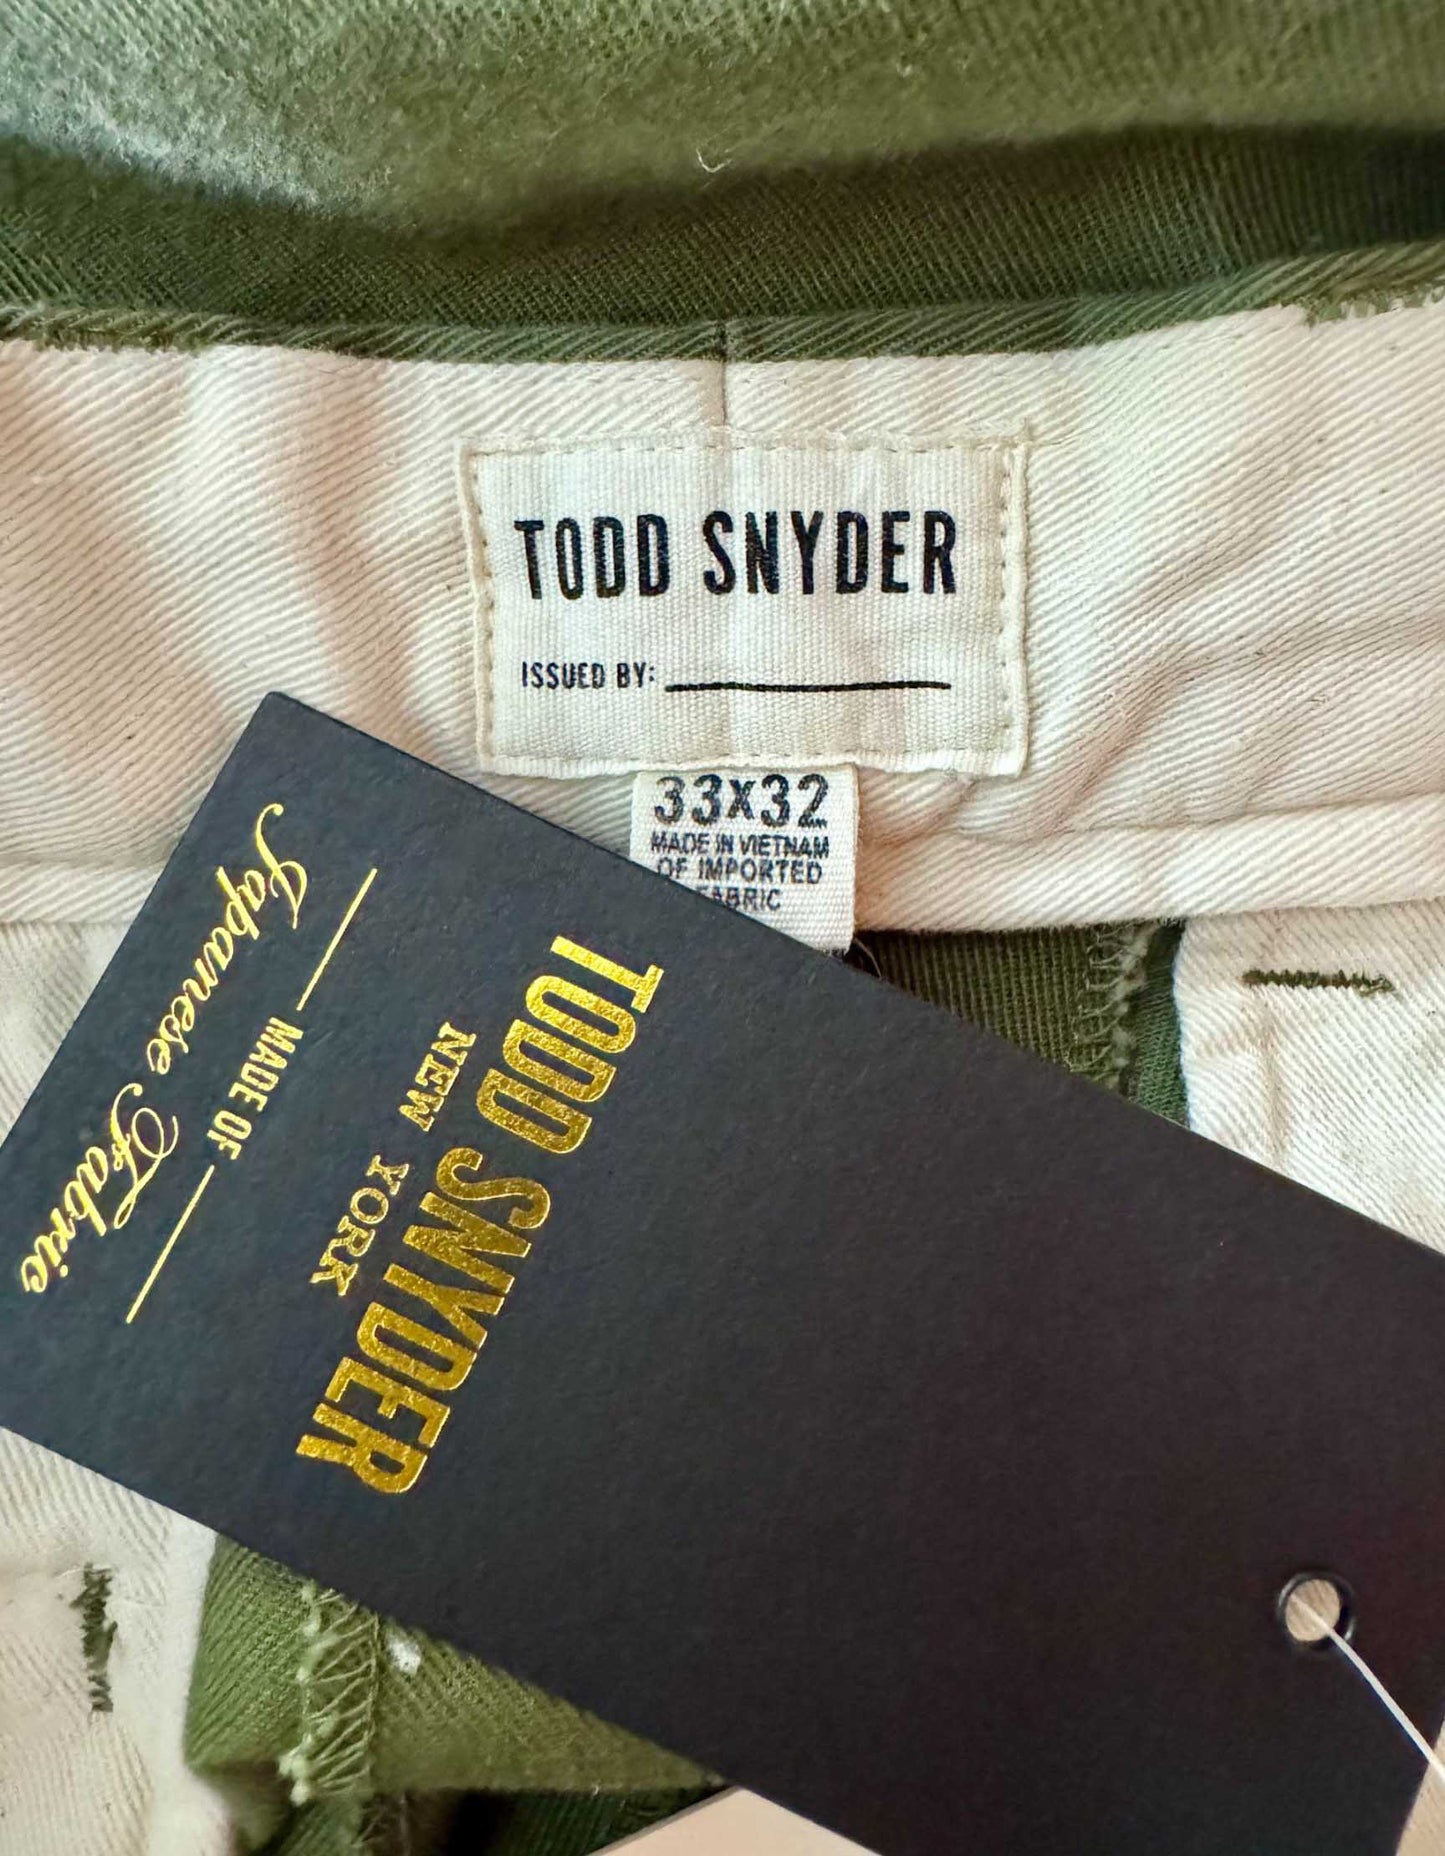 TODD SNYDER
ISSUED BY:
33X32
MADE IN VIETNAM
OF IMPORTED
FABRIC
TODD SNYDER
NEW YORK
MADE OF
Japanese Fabric